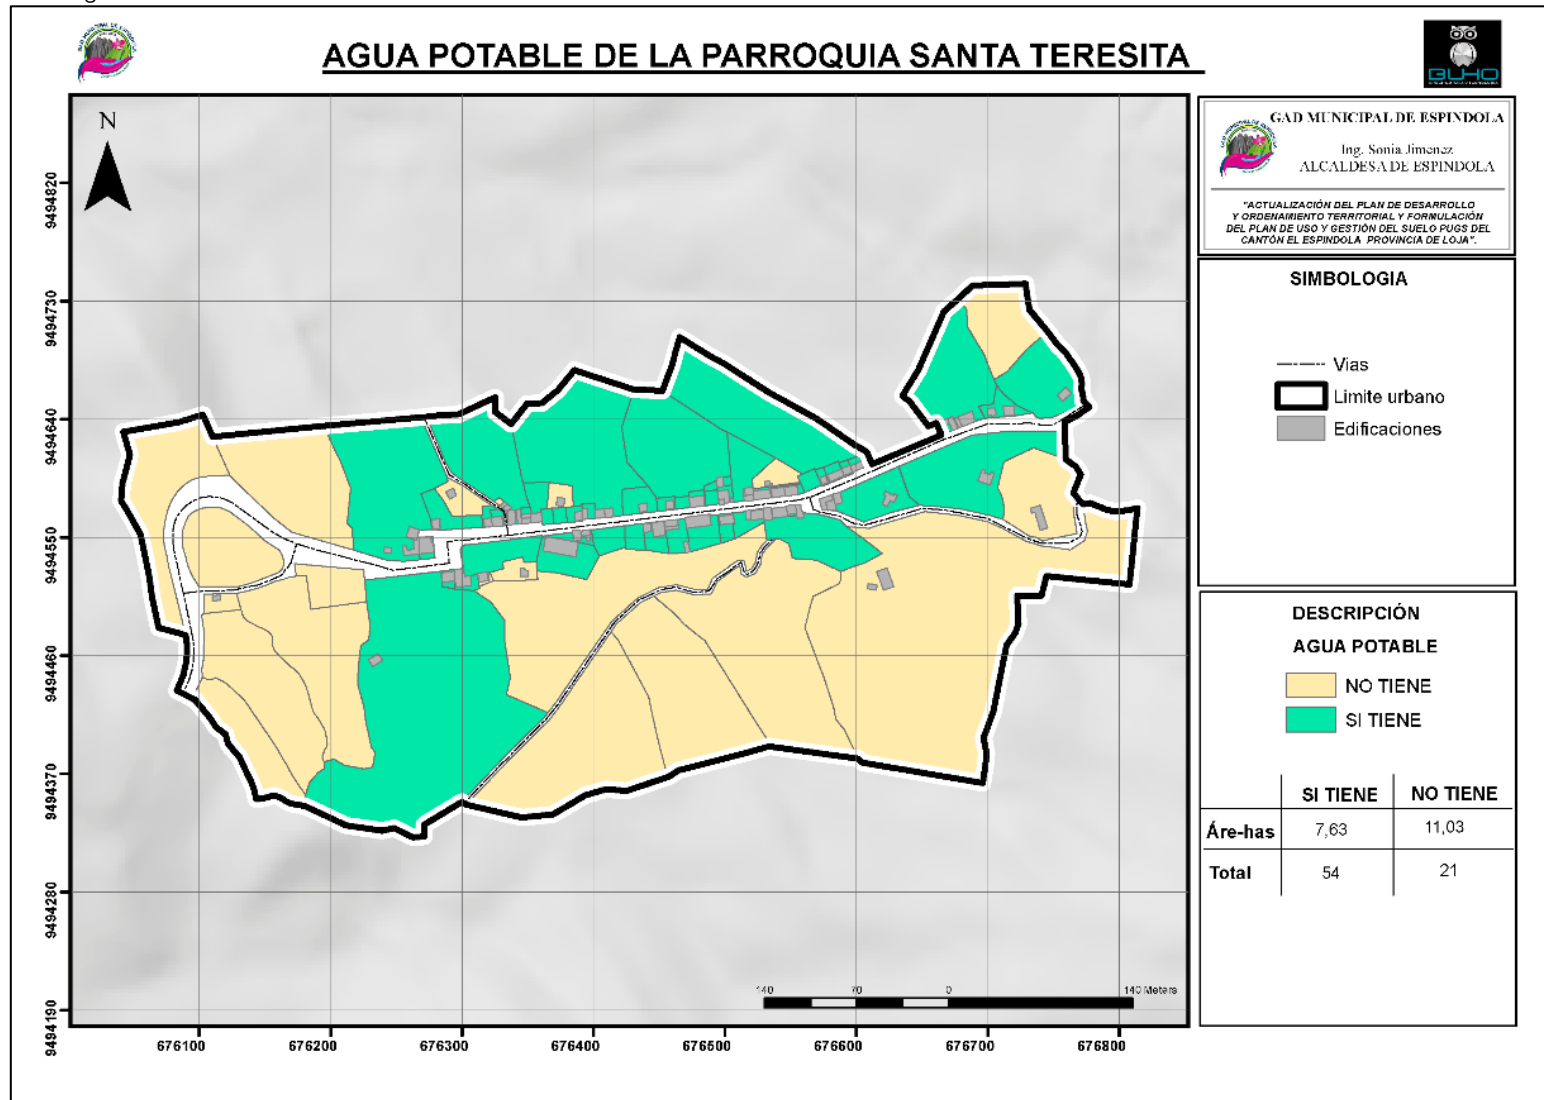 AGUA POTABLE DE LA PARROQUIA SANTA TERESITA
BUHO
GAD MUNICIPAL DE ESPINDOLA
Ing. Sonia Jimenez
ALCALDESA DE ESPINDOLA
"ACTUALIZACIÓN DEL PLAN DE DESARROLLO
Y ORDENAMIENTO TERRITORIAL Y FORMULACIÓN
DEL PLAN DE USO Y GESTIÓN DEL SUELO PUGS DEL
CANTÓN EL ESPINDOLA PROVINCIA DE LOJA".
SIMBOLOGIA
Vias
Limite urbano
Edificaciones
DESCRIPCIÓN
AGUA POTABLE
NO TIENE
SI TIENE
SI TIENE NO TIENE
Áre-has 7,63 11,03
Total 54 21
N
9494820
9494730
9494640
9494550
9494460
9494370
9494280
9494190
140 70 0 140 Meters
676100 676200 676300 676400 676500 676600 676700 676800